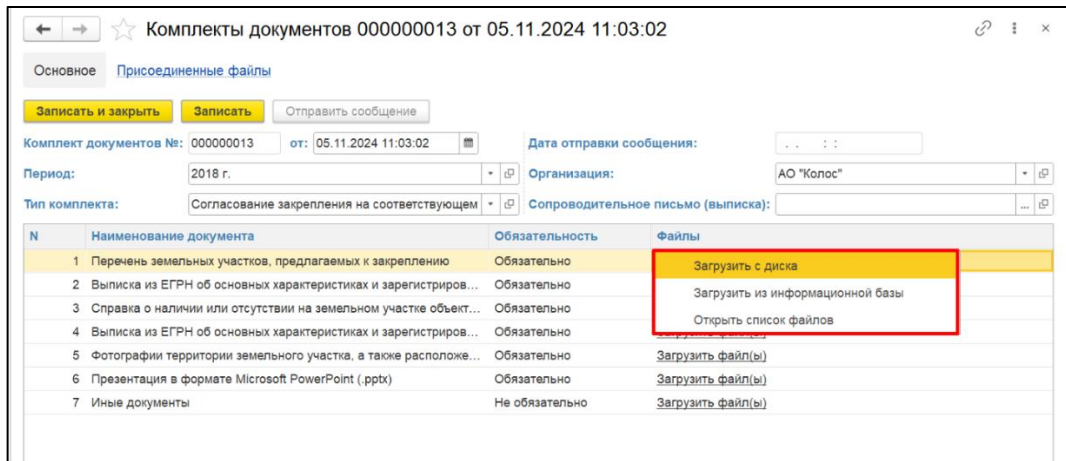 Комплекты документов 000000013 от 05.11.2024 11:03:02
Основное Присоединенные файлы
Записать и закрыть Записать Отправить сообщение
Комплект документов №: 000000013 от: 05.11.2024 11:03:02 Дата отправки сообщения: . . : :
Период: 2018 г. Организация: АО "Колос"
Тип комплекта: Согласование закрепления на соответствующем Сопроводительное письмо (выписка):
N Наименование документа Обязательность Файлы
1 Перечень земельных участков, предлагаемых к закреплению Обязательно
Загрузить с диска
2 Выписка из ЕГРН об основных характеристиках и зарегистриров... Обязательно
Загрузить из информационной базы
3 Справка о наличии или отсутствии на земельном участке объект... Обязательно
Открыть список файлов
4 Выписка из ЕГРН об основных характеристиках и зарегистриров... Обязательно
5 Фотографии территории земельного участка, а также расположе... Обязательно Загрузить файл(ы)
6 Презентация в формате Microsoft PowerPoint (.pptx) Обязательно Загрузить файл(ы)
7 Иные документы Не обязательно Загрузить файл(ы)